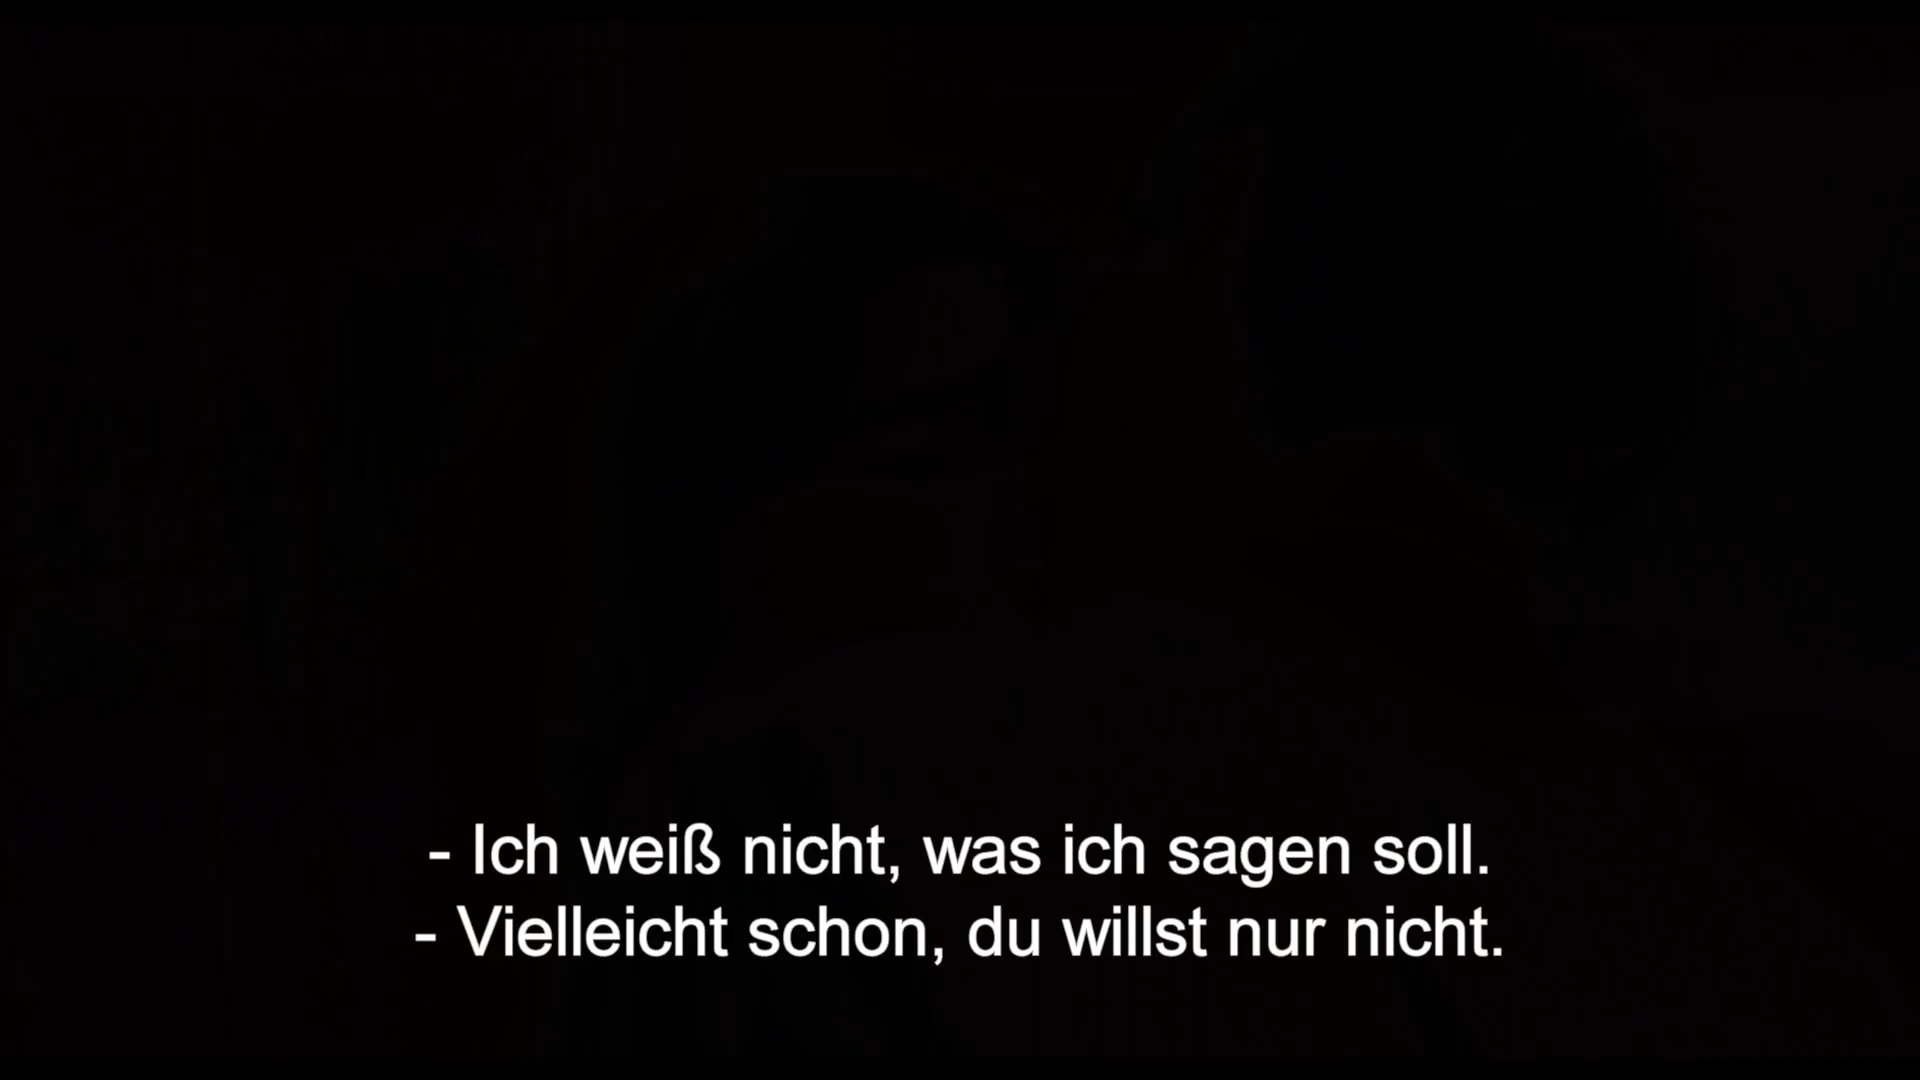 - Ich weiß nicht, was ich sagen soll.
- Vielleicht schon, du willst nur nicht.